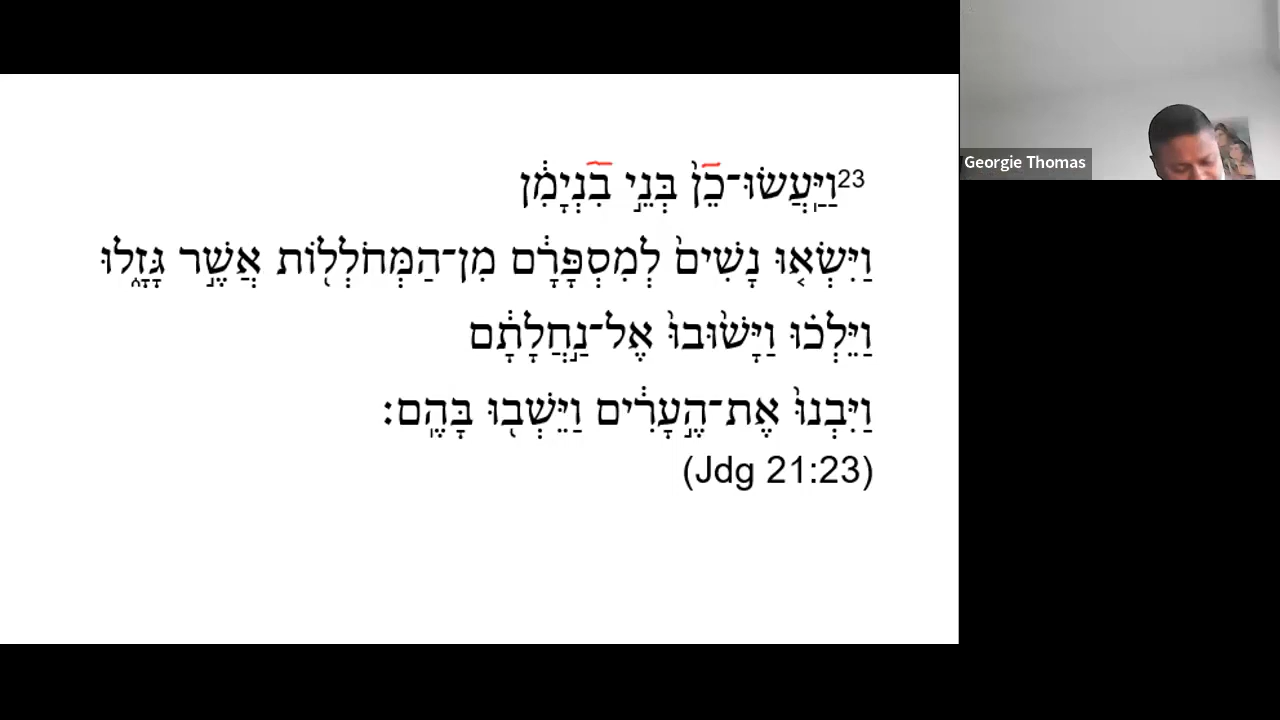 23וַיַּֽעֲשׂוּ־כֵן֙ בְּנֵ֣י בִנְיָמִ֔ן
וַיִּשְׂא֤וּ נָשִׁים֙ לְמִסְפָּרָ֔ם מִן־הַמְּחֹלְל֖וֹת אֲשֶׁ֣ר גָּזָ֑לוּ
וַיֵּלְכ֗וּ וַיָּשׁ֙וּבוּ֙ אֶל־נַ֣חֲלָתָ֔ם
וַיִּבְנוּ֙ אֶת־הֶ֣עָרִ֔ים וַיֵּשְׁב֖וּ בָּהֶֽם׃
(Jdg 21:23)
Georgie Thomas